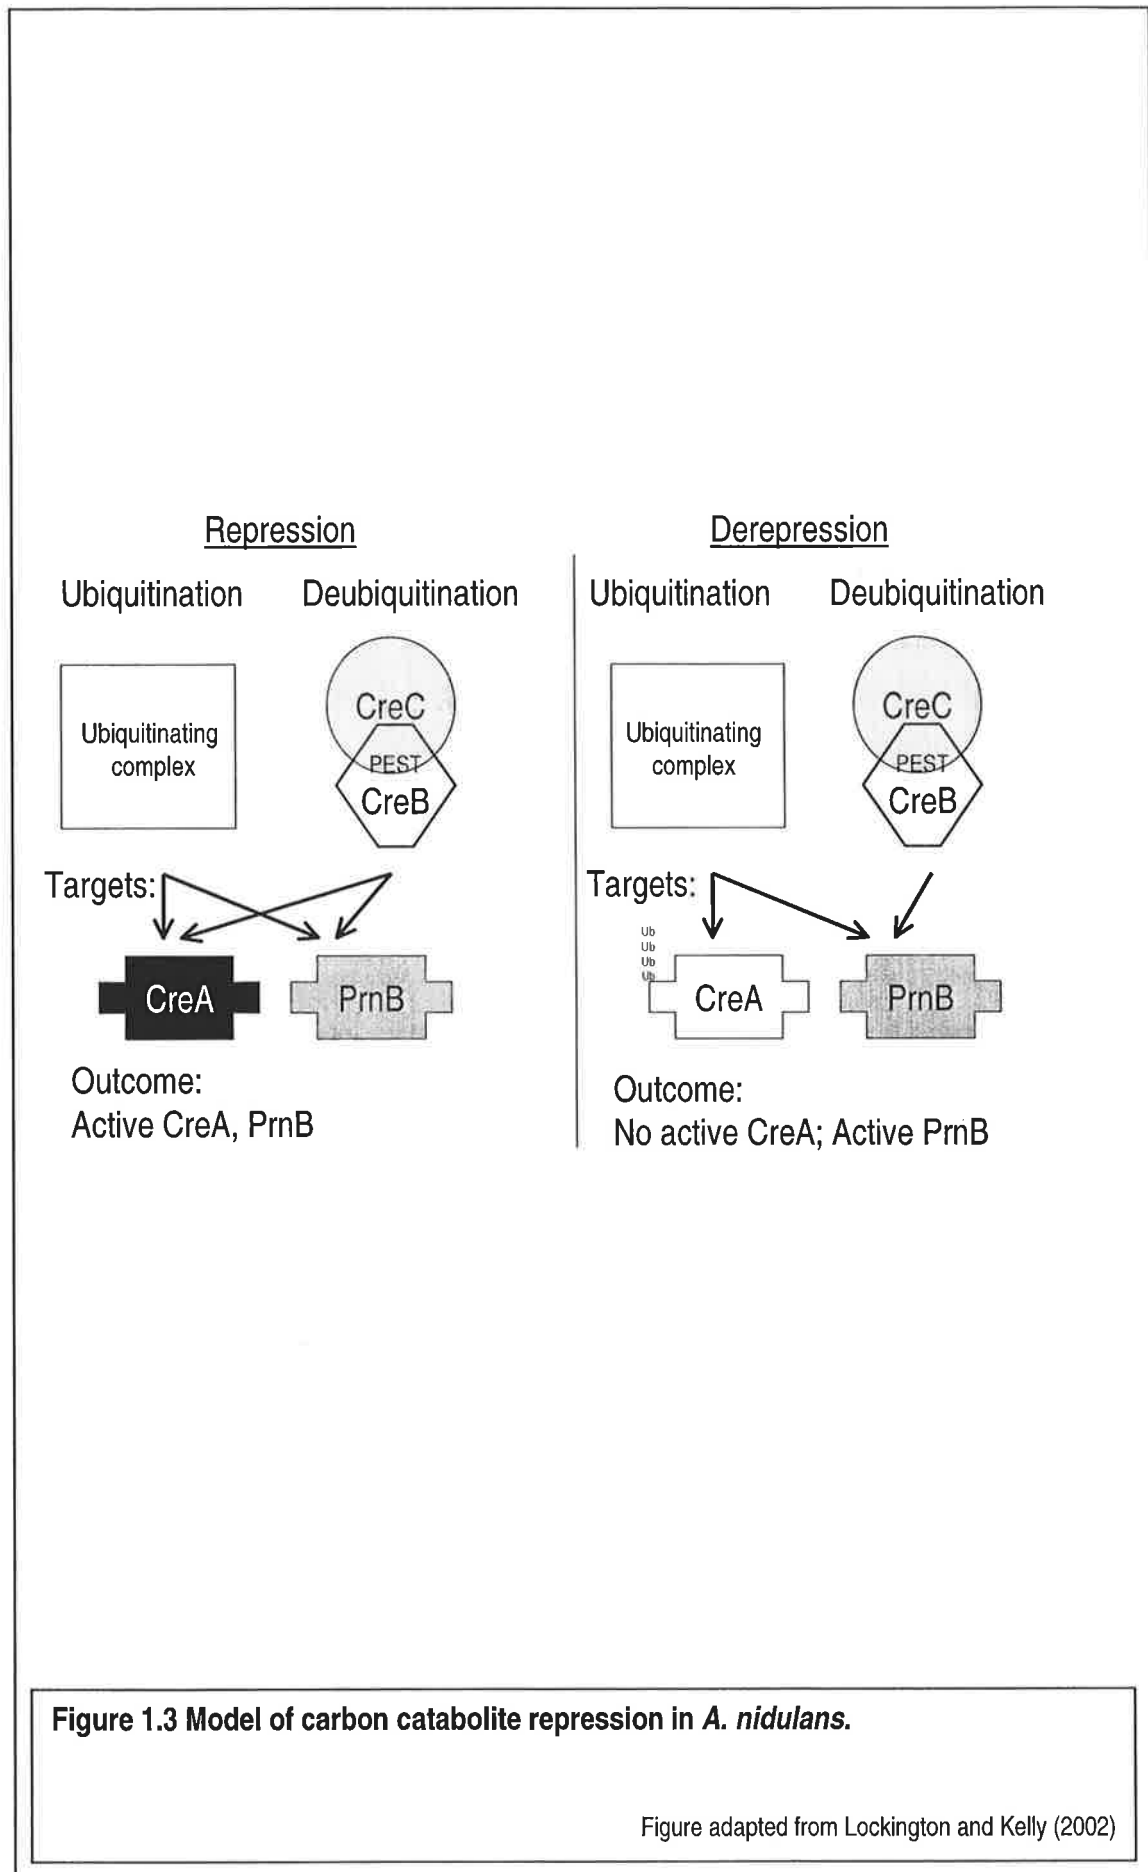 Repression
Ubiquitination
Deubiquitination
Ubiquitinating
complex
CreC
PEST
CreB
Targets:
CreA
PrnB
Outcome:
Active CreA, PrnB
Derepression
Ubiquitination
Deubiquitination
Ubiquitinating
complex
CreC
PEST
CreB
Targets:
Ub
Ub
Ub
Ub
CreA
PrnB
Outcome:
No active CreA; Active PrnB
Figure 1.3 Model of carbon catabolite repression in A. nidulans.
Figure adapted from Lockington and Kelly (2002)